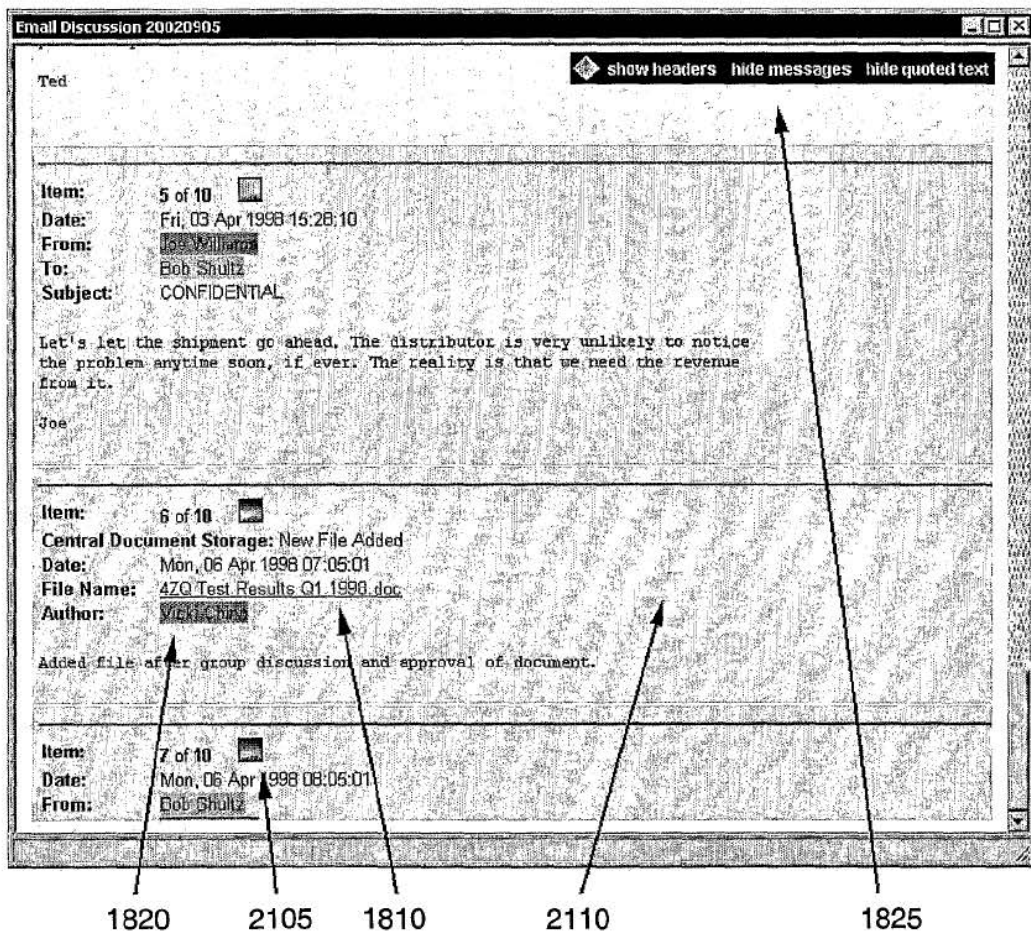 Email Discussion 20020905
show headers hide messages hide quoted text
Ted
Item: 5 of 10
Date: Fri, 03 Apr 1998 15:28:10
From: Joe Williams
To: Bob Shultz
Subject: CONFIDENTIAL
Let's let the shipment go ahead. The distributor is very unlikely to notice
the problem anytime soon, if ever. The reality is that we need the revenue
from it.
Joe
Item: 6 of 10
Central Document Storage: New File Added
Date: Mon, 06 Apr 1998 07:05:01
File Name: 4ZQ Test Results Q1 1998.doc
Author: Vicki
Added file after group discussion and approval of document.
Item: 7 of 10
Date: Mon, 06 Apr 1998 08:05:01
From: Bob Shultz
1820 2105 1810 2110 1825